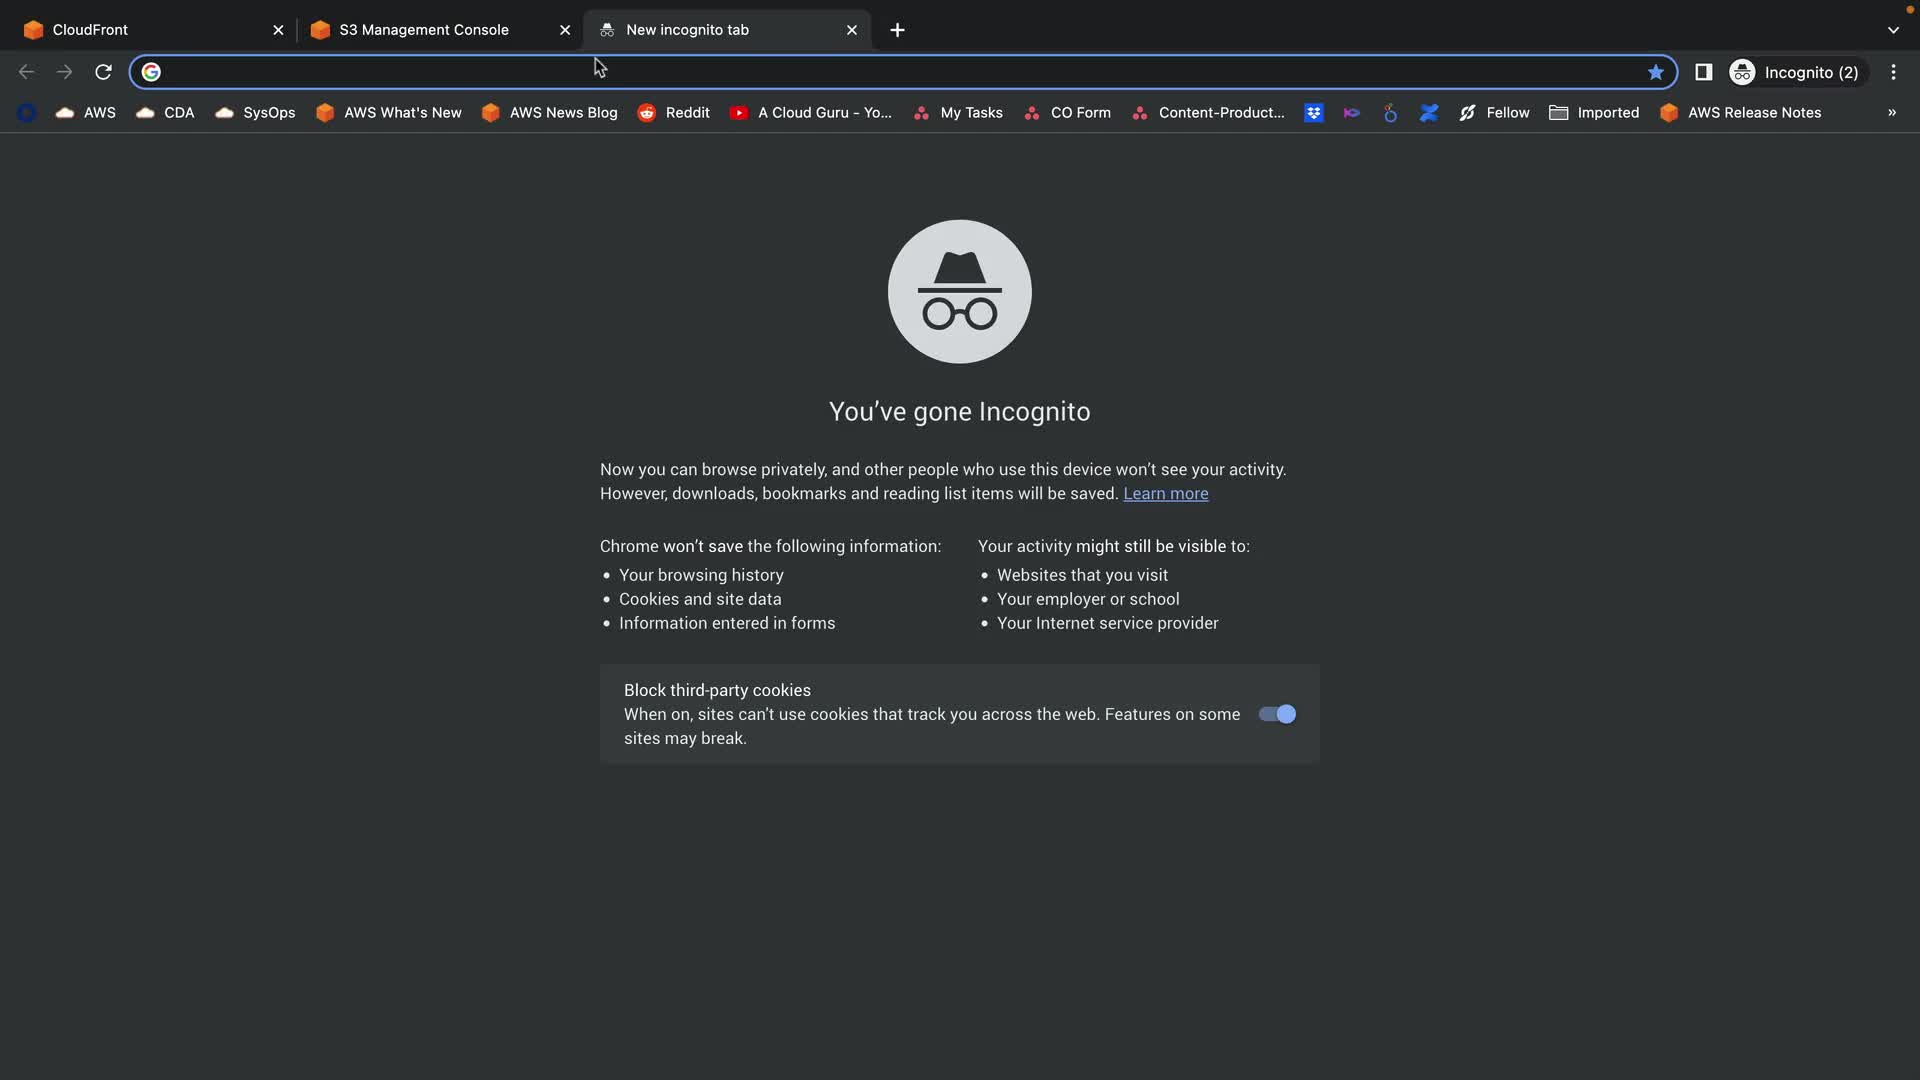 CloudFront
S3 Management Console
New incognito tab
Incognito (2)
AWS
CDA
SysOps
AWS What's New
AWS News Blog
Reddit
A Cloud Guru - Yo...
My Tasks
CO Form
Content-Product...
Fellow
Imported
AWS Release Notes
»
You've gone Incognito
Now you can browse privately, and other people who use this device won't see your activity.
However, downloads, bookmarks and reading list items will be saved. Learn more
Chrome won't save the following information:
• Your browsing history
• Cookies and site data
• Information entered in forms
Your activity might still be visible to:
• Websites that you visit
• Your employer or school
• Your Internet service provider
Block third-party cookies
When on, sites can't use cookies that track you across the web. Features on some
sites may break.